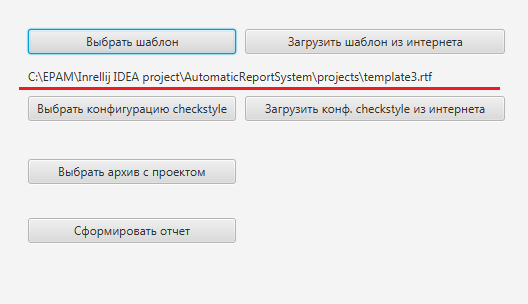 Выбрать шаблон Загрузить шаблон из интернета
C:\EPAM\Inrellij IDEA project\AutomaticReportSystem\projects\template3.rtf
Выбрать конфигурацию checkstyle Загрузить конф. checkstyle из интернета
Выбрать архив с проектом
Сформировать отчет